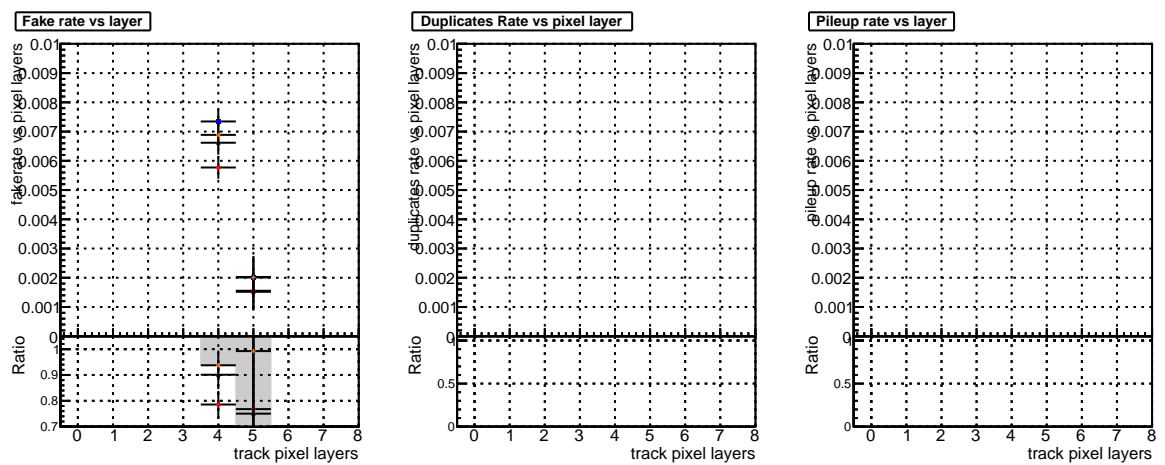 Fake rate vs layer
fakerate vs pixel layers
0.01
0.009
0.008
0.007
0.006
0.005
0.004
0.003
0.002
0.001
0
Ratio
1
0.9
0.8
0.7
0 1 2 3 4 5 6 7 8
track pixel layers
Duplicates Rate vs pixel layer
duplicates rate vs pixel layers
0.01
0.009
0.008
0.007
0.006
0.005
0.004
0.003
0.002
0.001
0
Ratio
1
0.5
0
0 1 2 3 4 5 6 7 8
track pixel layers
Pileup rate vs layer
pileup rate vs pixel layers
0.01
0.009
0.008
0.007
0.006
0.005
0.004
0.003
0.002
0.001
0
Ratio
1
0.5
0
0 1 2 3 4 5 6 7 8
track pixel layers